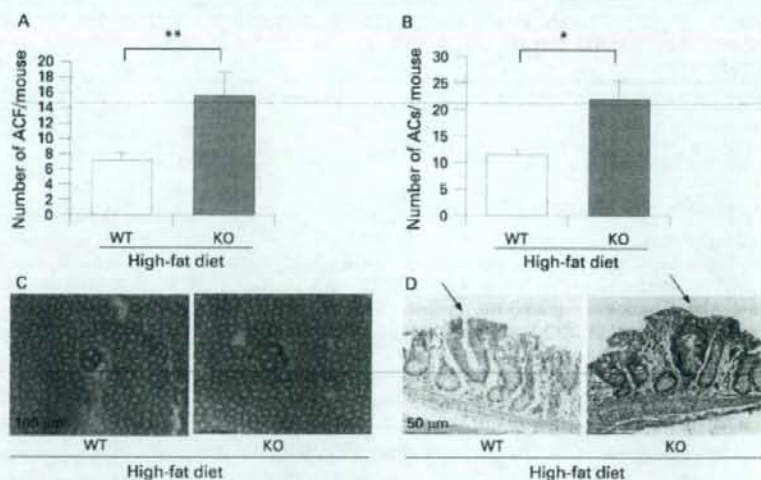 A
**
Number of ACF/mouse
20
18
16
14
12
10
8
6
4
2
0
WT
KO
High-fat diet
B
*
Number of ACs/ mouse
30
25
20
15
10
5
0
WT
KO
High-fat diet
C
100 μm
WT
KO
High-fat diet
D
50 μm
WT
KO
High-fat diet